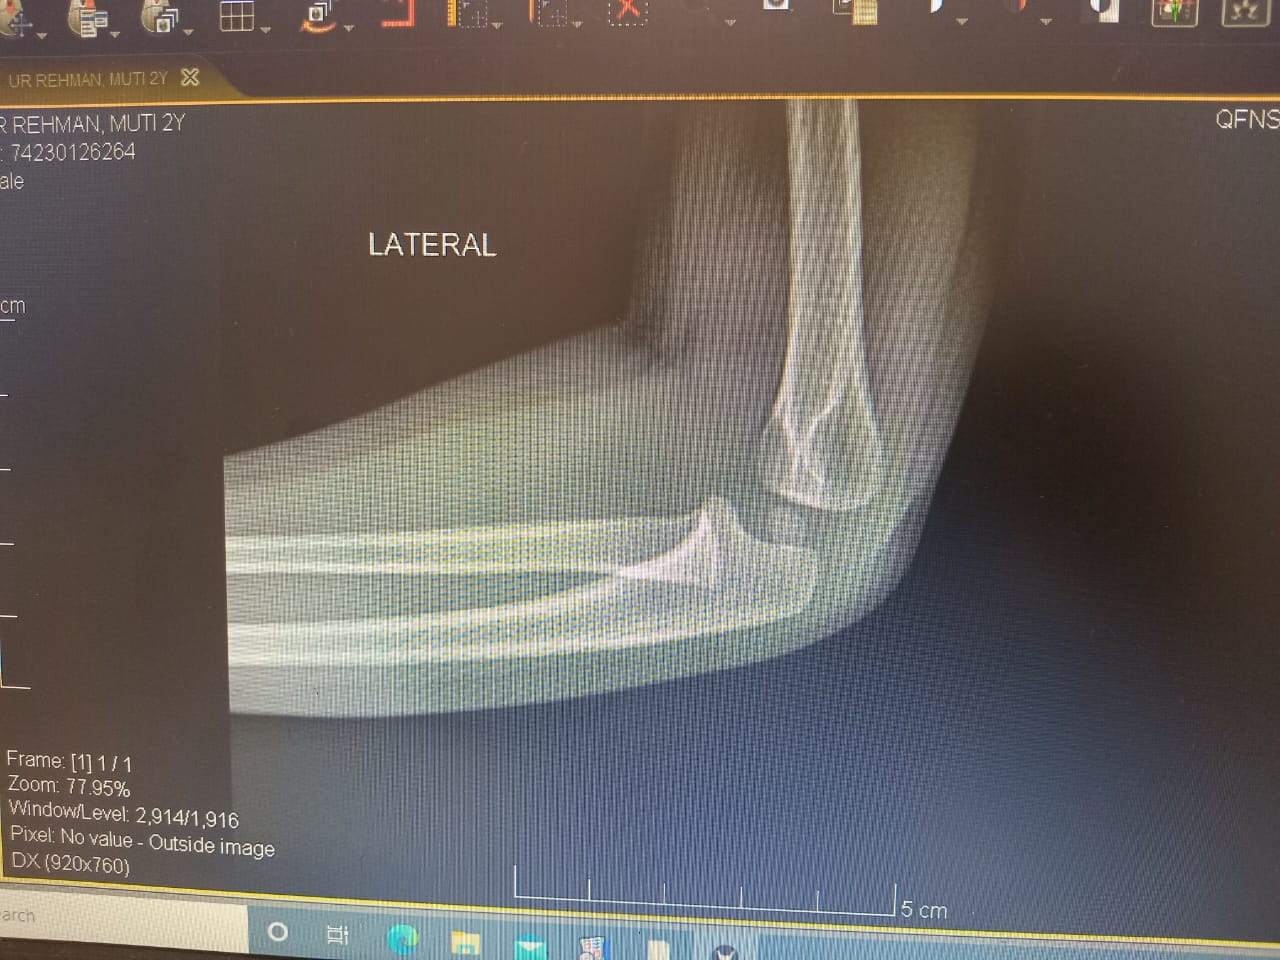 UR REHMAN, MUTI 2Y
R REHMAN, MUTI 2Y
: 74230126264
ale
QFNS
LATERAL
cm
Frame: [1] 1 / 1
Zoom: 77.95%
Window/Level: 2,914/1,916
Pixel: No value - Outside image
DX (920x760)
5 cm
earch